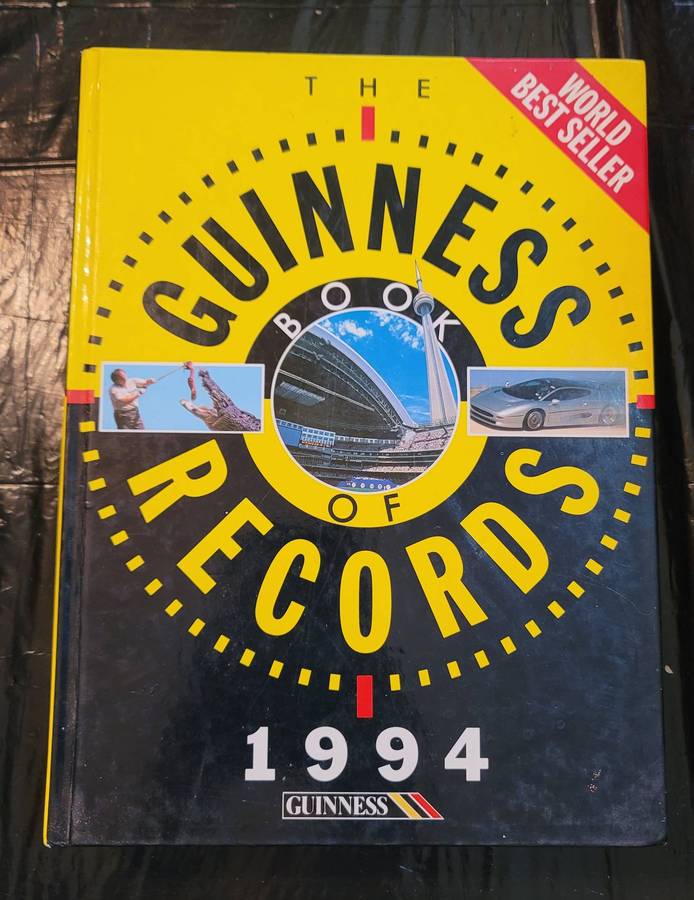 THE
WORLD
BEST SELLER
GUINNESS
BOOK
OF
RECORDS
1994
GUINNESS